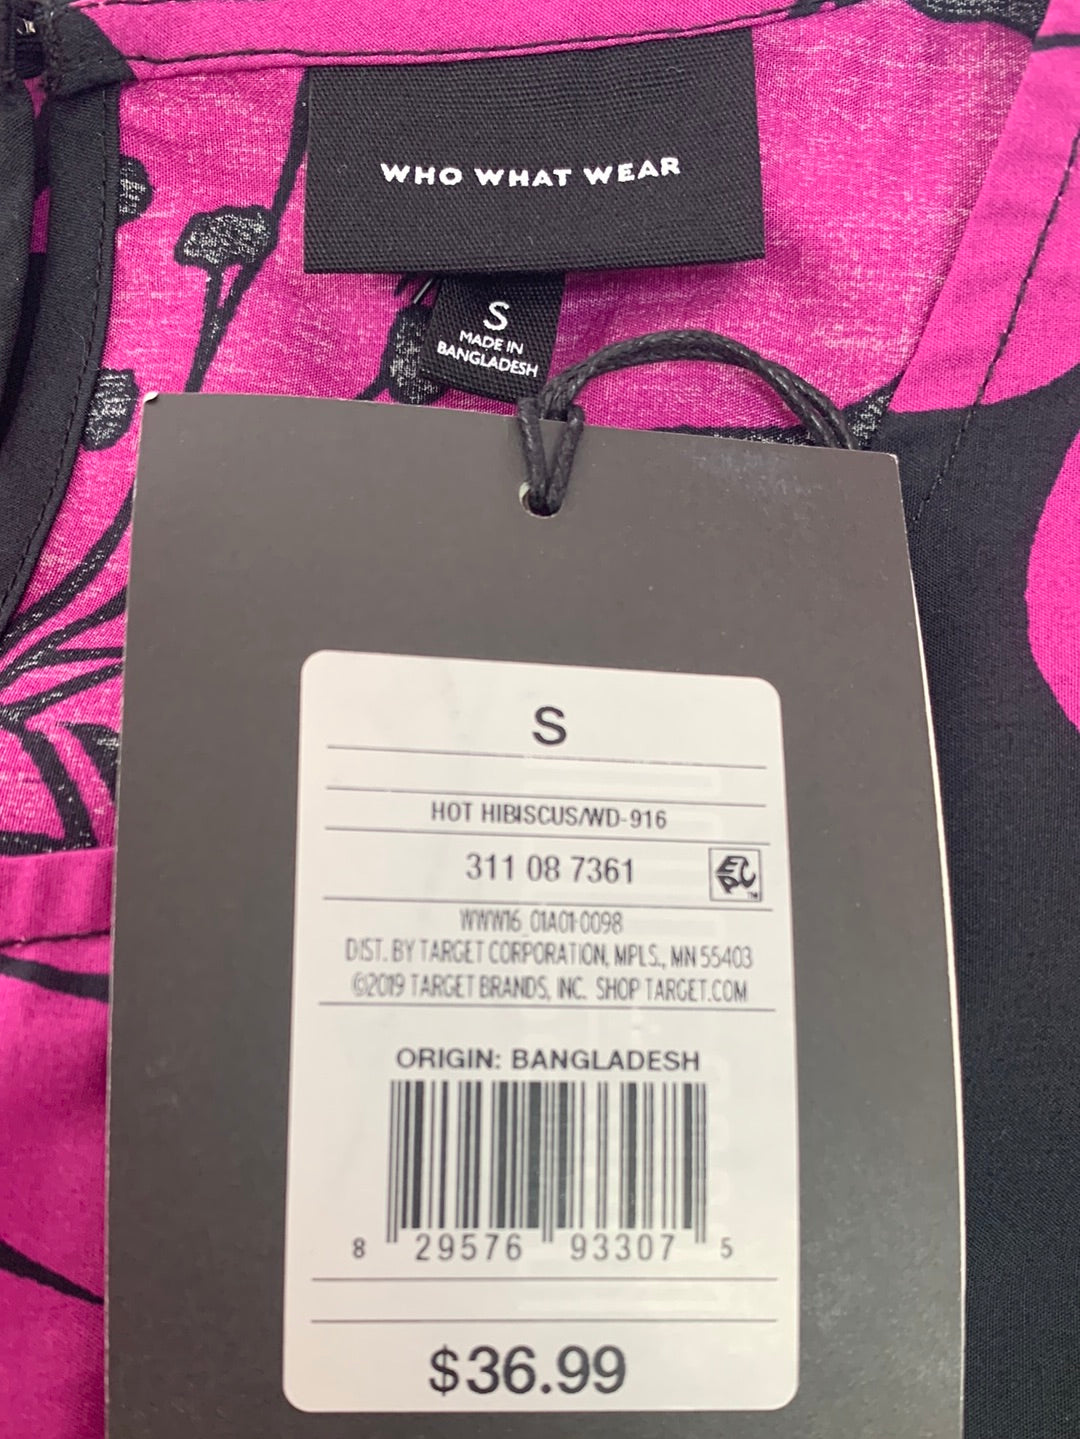 WHO WHAT WEAR
S
MADE IN
BANGLADESH
S
HOT HIBISCUS/WD-916
311 08 7361
EPC™
WWW16_01A01-0098
DIST. BY TARGET CORPORATION, MPLS., MN 55403
©2019 TARGET BRANDS, INC. SHOP TARGET.COM
ORIGIN: BANGLADESH
8 29576 93307 5
$36.99